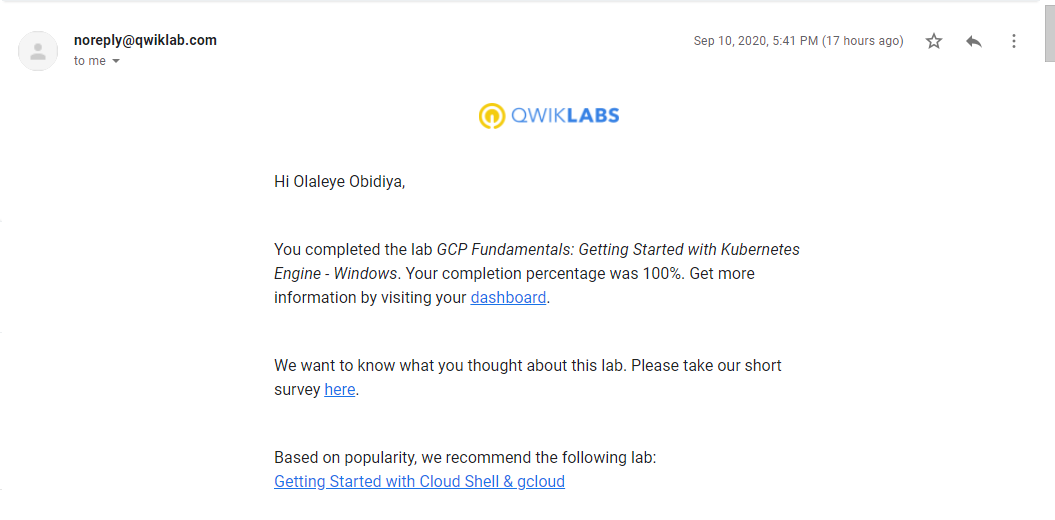 noreply@qwiklab.com
Sep 10, 2020, 5:41 PM (17 hours ago)
to me
QWIKLABS
Hi Olaleye Obidiya,
You completed the lab GCP Fundamentals: Getting Started with Kubernetes
Engine - Windows. Your completion percentage was 100%. Get more
information by visiting your dashboard.
We want to know what you thought about this lab. Please take our short
survey here.
Based on popularity, we recommend the following lab:
Getting Started with Cloud Shell & gcloud